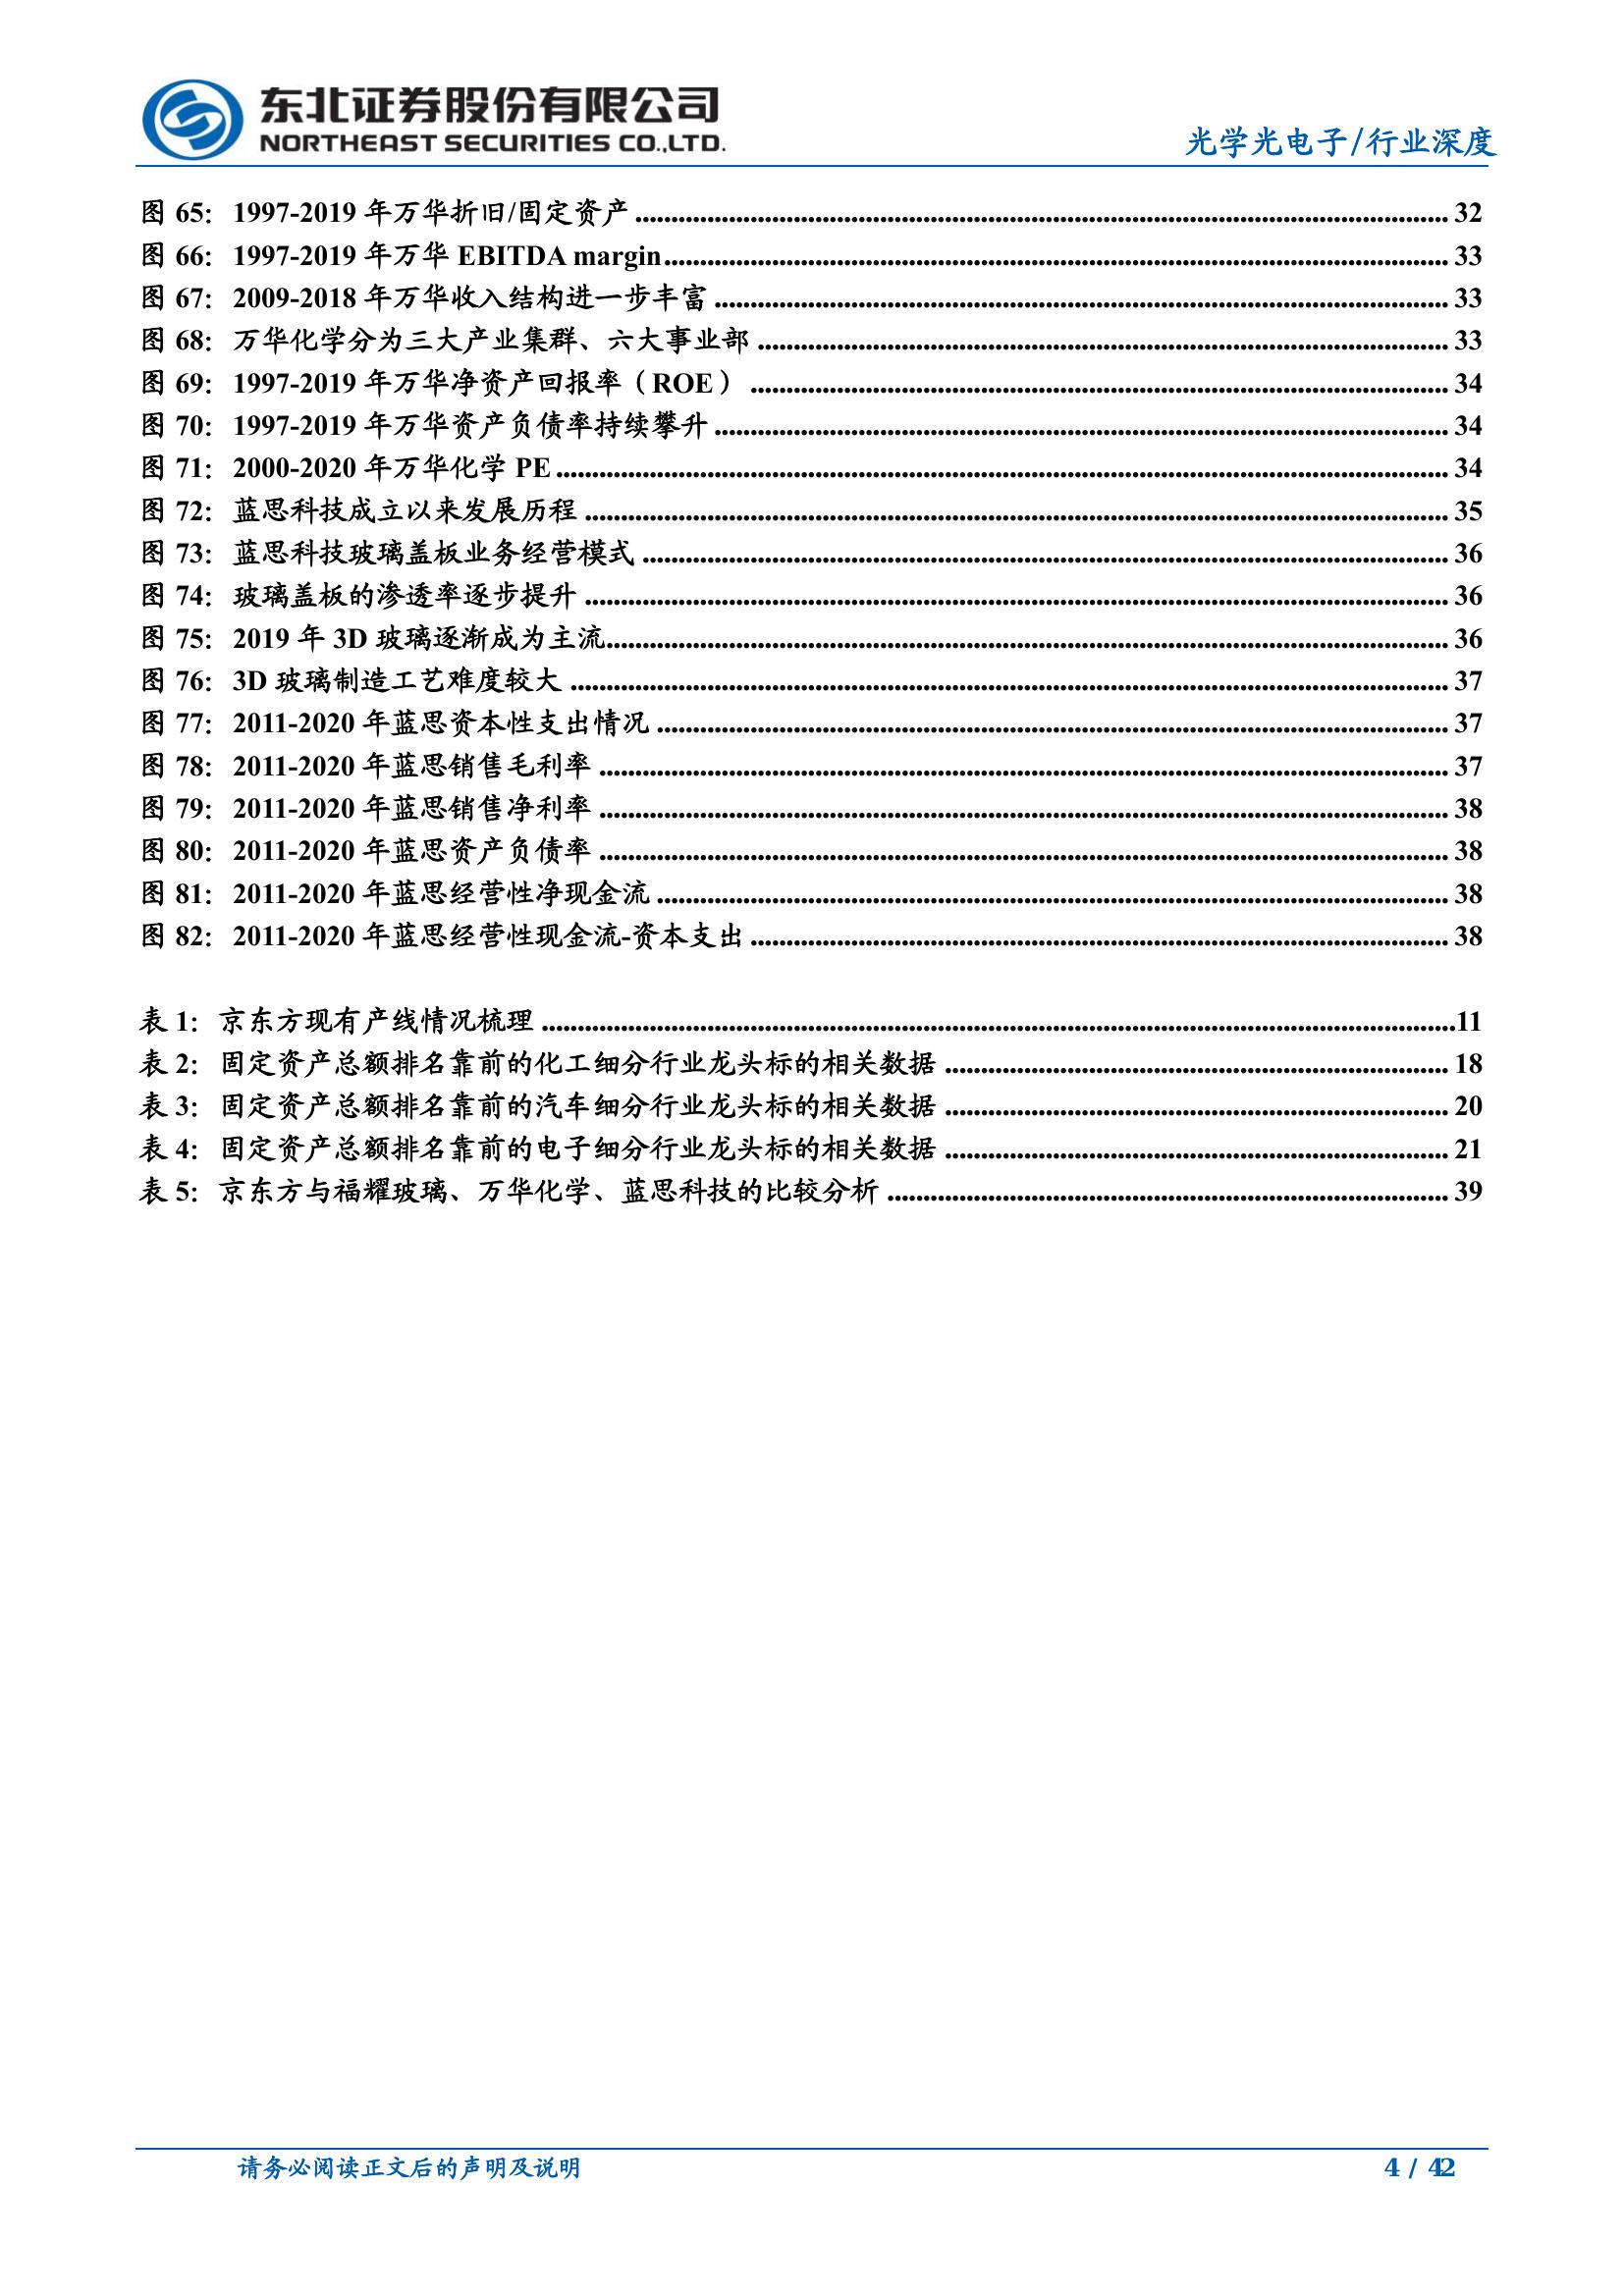 东北证券股份有限公司
NORTHEAST SECURITIES CO.,LTD.
光学光电子/行业深度
图 65： 1997-2019 年万华折旧/固定资产 ........ 32
图 66： 1997-2019 年万华 EBITDA margin ........ 33
图 67： 2009-2018 年万华收入结构进一步丰富 ........ 33
图 68： 万华化学分为三大产业集群、六大事业部 ........ 33
图 69： 1997-2019 年万华净资产回报率（ROE） ........ 34
图 70： 1997-2019 年万华资产负债率持续攀升 ........ 34
图 71： 2000-2020 年万华化学 PE ........ 34
图 72： 蓝思科技成立以来发展历程 ........ 35
图 73： 蓝思科技玻璃盖板业务经营模式 ........ 36
图 74： 玻璃盖板的渗透率逐步提升 ........ 36
图 75： 2019 年 3D 玻璃逐渐成为主流 ........ 36
图 76： 3D 玻璃制造工艺难度较大 ........ 37
图 77： 2011-2020 年蓝思资本性支出情况 ........ 37
图 78： 2011-2020 年蓝思销售毛利率 ........ 37
图 79： 2011-2020 年蓝思销售净利率 ........ 38
图 80： 2011-2020 年蓝思资产负债率 ........ 38
图 81： 2011-2020 年蓝思经营性净现金流 ........ 38
图 82： 2011-2020 年蓝思经营性现金流-资本支出 ........ 38
表 1： 京东方现有产线情况梳理 ........ 11
表 2： 固定资产总额排名靠前的化工细分行业龙头标的相关数据 ........ 18
表 3： 固定资产总额排名靠前的汽车细分行业龙头标的相关数据 ........ 20
表 4： 固定资产总额排名靠前的电子细分行业龙头标的相关数据 ........ 21
表 5： 京东方与福耀玻璃、万华化学、蓝思科技的比较分析 ........ 39
请务必阅读正文后的声明及说明
4 / 42